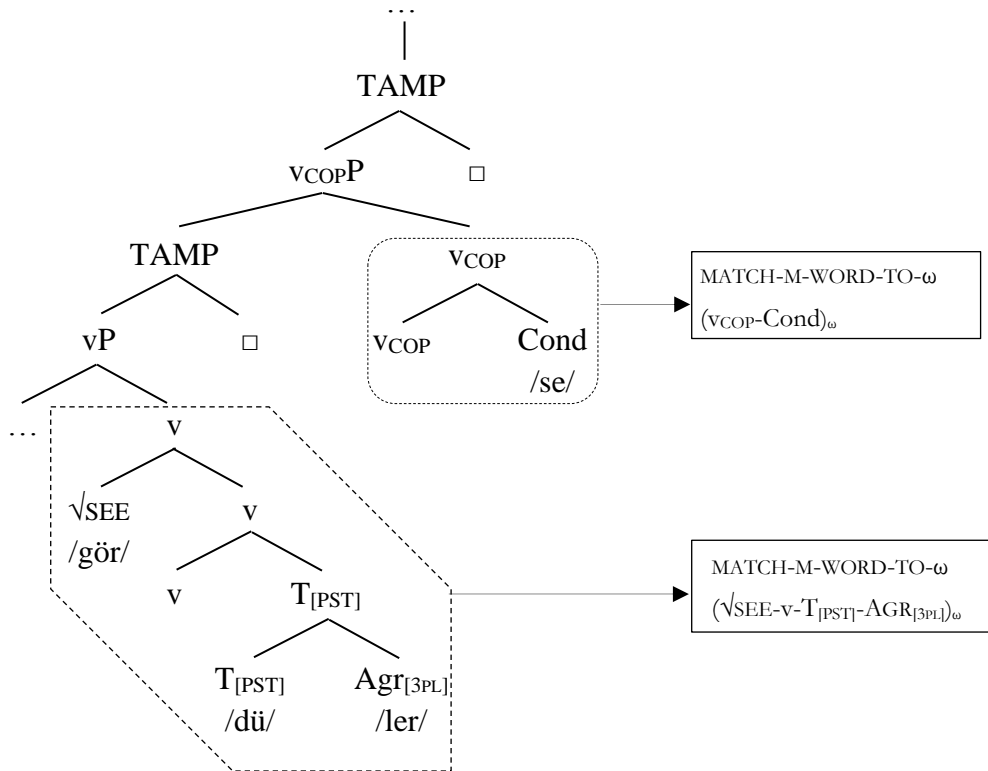 …
TAMP
vCOPP □
TAMP
vCOP
vP □
vCOP Cond
/se/
MATCH-M-WORD-TO-ω
(vCOP-Cond)ω
… v
√SEE v
/gör/
v T[PST]
T[PST] Agr[3PL]
/dü/ /ler/
MATCH-M-WORD-TO-ω
(√SEE-v-T[PST]-AGR[3PL])ω